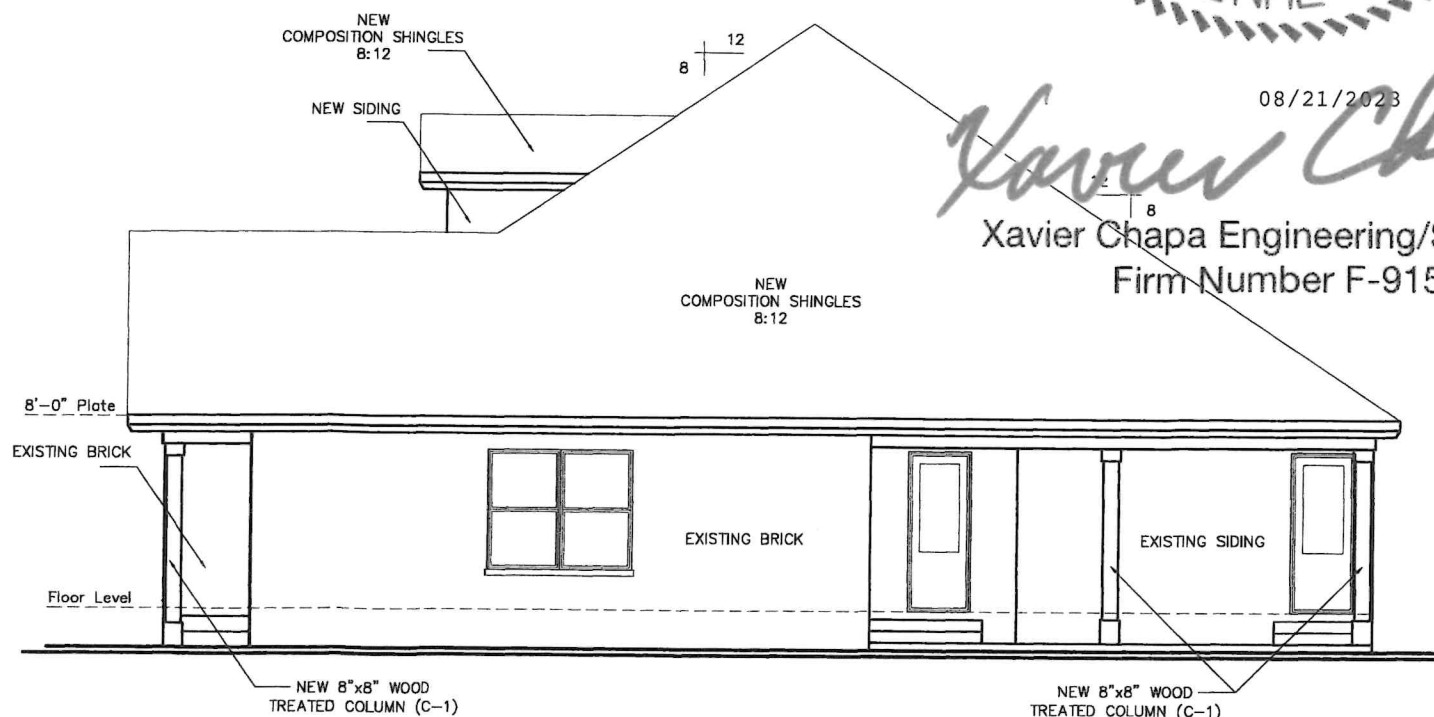 NEW
COMPOSITION SHINGLES
8:12
12
8
NEW SIDING
08/21/2023
Xavier Ch
12
8
Xavier Chapa Engineering/
Firm Number F-915
NEW
COMPOSITION SHINGLES
8:12
8'-0" Plate
EXISTING BRICK
EXISTING BRICK
EXISTING SIDING
Floor Level
NEW 8"x8" WOOD
TREATED COLUMN (C-1)
NEW 8"x8" WOOD
TREATED COLUMN (C-1)